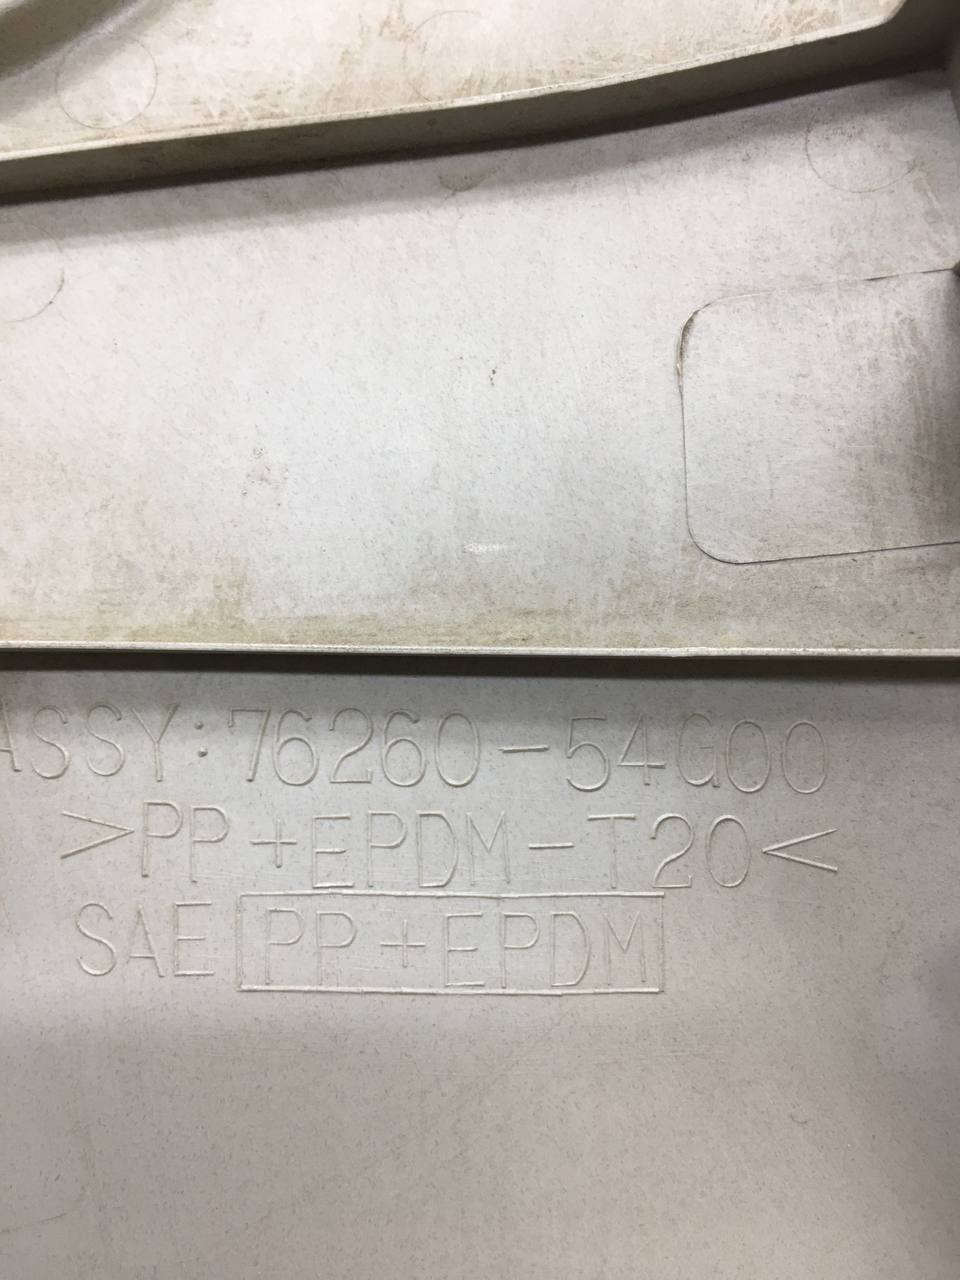 ASSY:76260-54G00
>PP+EPDM-T20<
SAE PP+EPDM